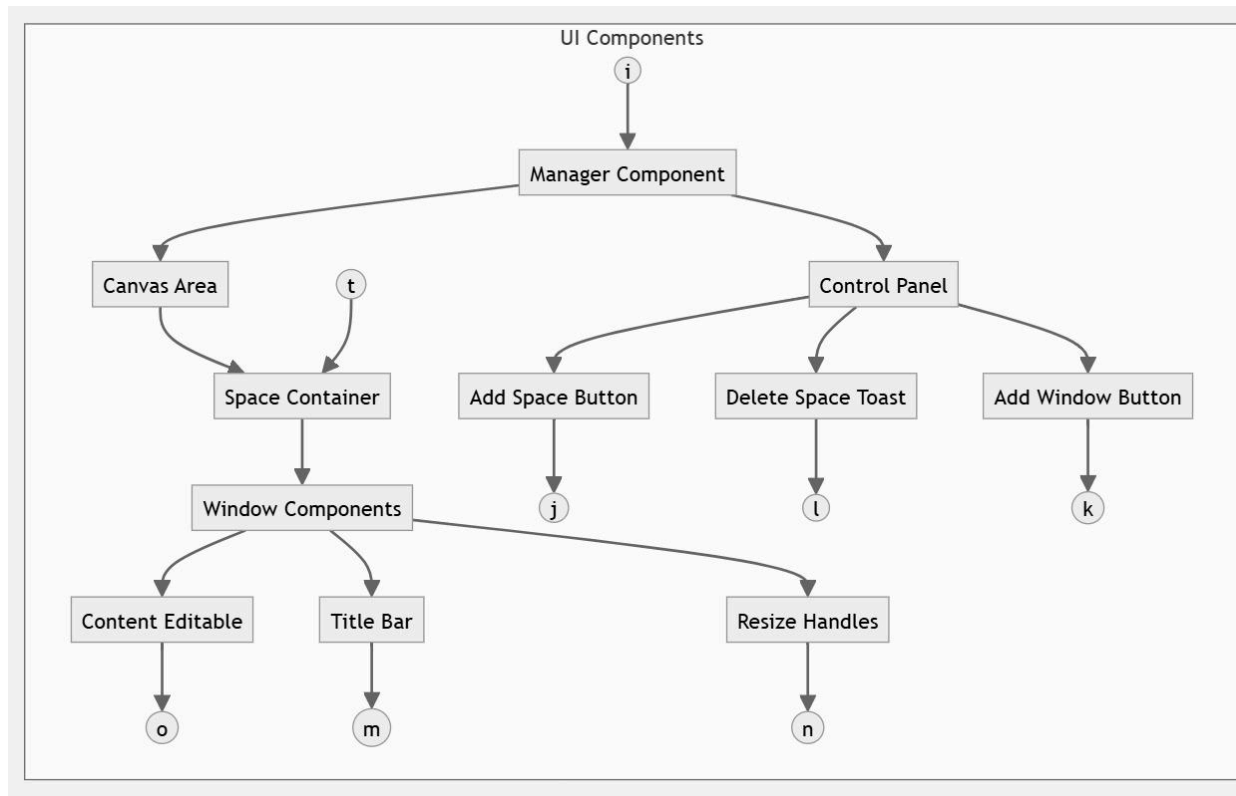 UI Components
i
Manager Component
Canvas Area
t
Control Panel
Space Container
Add Space Button
Delete Space Toast
Add Window Button
Window Components
j
l
k
Content Editable
Title Bar
Resize Handles
o
m
n